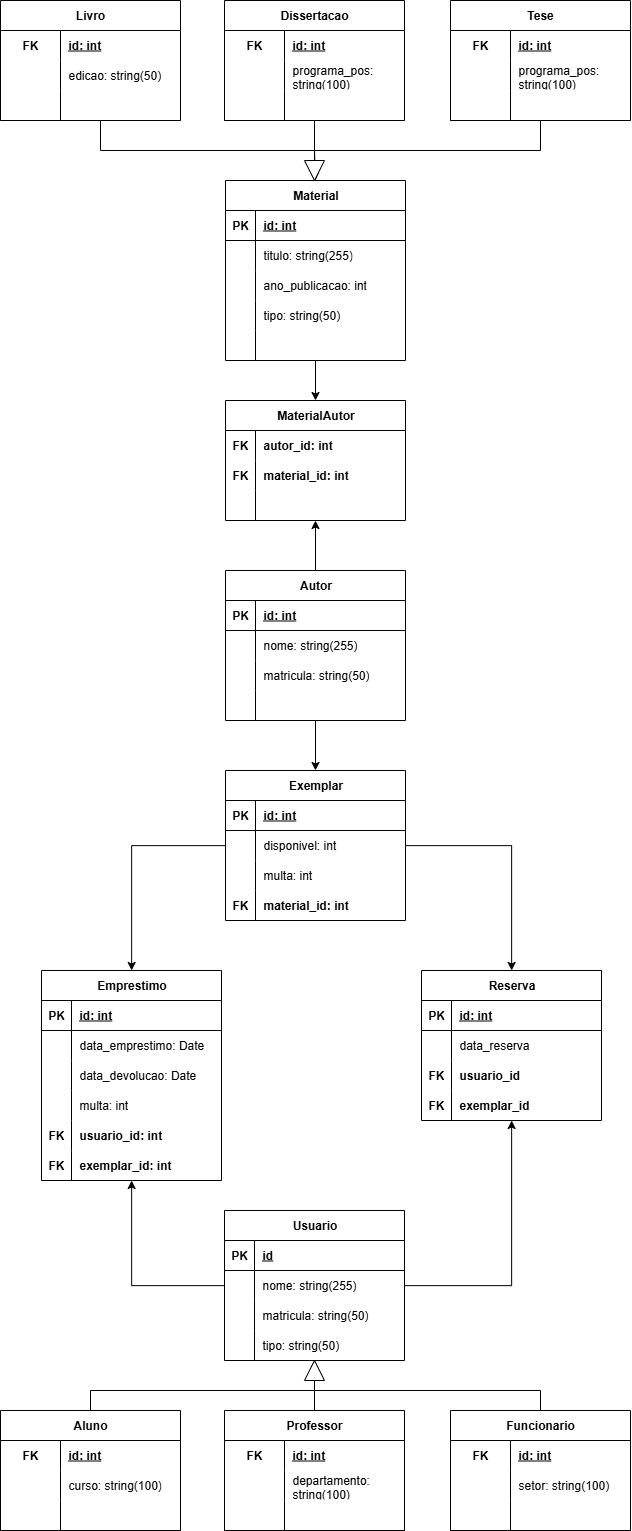 Livro
FK id: int
edicao: string(50)
Dissertacao
FK id: int
programa_pos:
string(100)
Tese
FK id: int
programa_pos:
string(100)
Material
PK id: int
titulo: string(255)
ano_publicacao: int
tipo: string(50)
MaterialAutor
FK autor_id: int
FK material_id: int
Autor
PK id: int
nome: string(255)
matricula: string(50)
Exemplar
PK id: int
disponivel: int
multa: int
FK material_id: int
Emprestimo
PK id: int
data_emprestimo: Date
data_devolucao: Date
multa: int
FK usuario_id: int
FK exemplar_id: int
Reserva
PK id: int
data_reserva
FK usuario_id
FK exemplar_id
Usuario
PK id
nome: string(255)
matricula: string(50)
tipo: string(50)
Aluno
FK id: int
curso: string(100)
Professor
FK id: int
departamento:
string(100)
Funcionario
FK id: int
setor: string(100)